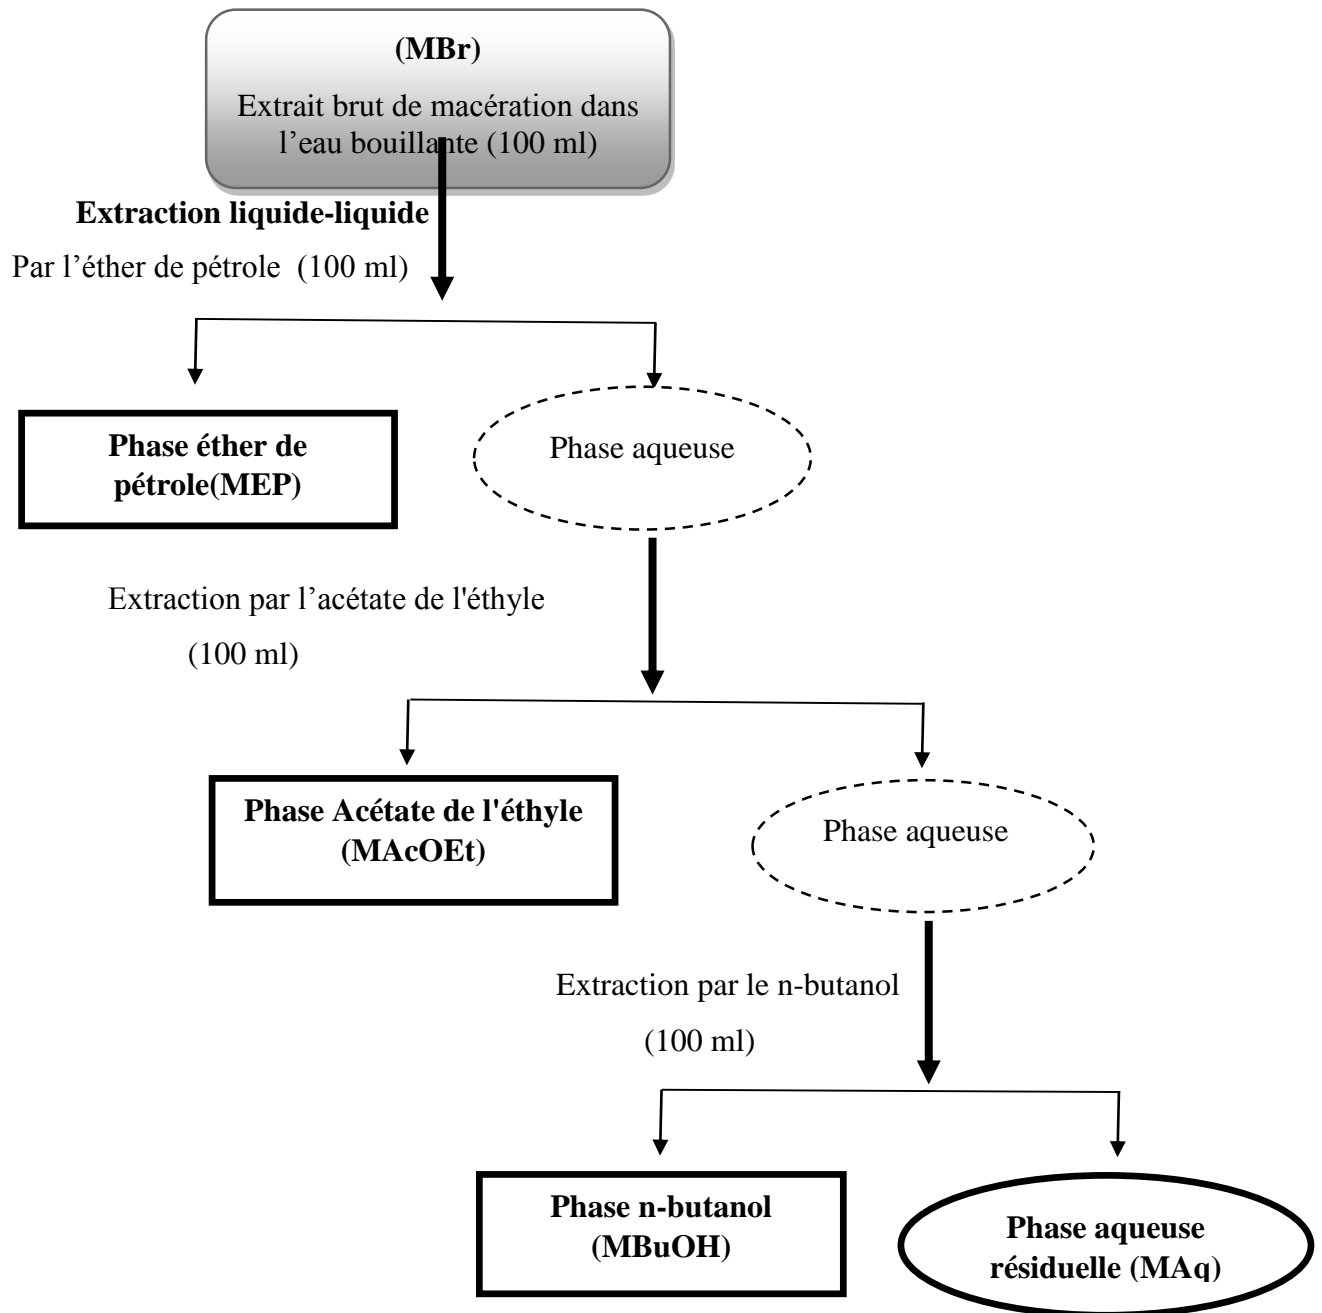 (MBr)
Extrait brut de macération dans
l’eau bouillante (100 ml)
Extraction liquide-liquide
Par l’éther de pétrole (100 ml)
Phase éther de
pétrole(MEP)
Phase aqueuse
Extraction par l’acétate de l'éthyle
(100 ml)
Phase Acétate de l'éthyle
(MAcOEt)
Phase aqueuse
Extraction par le n-butanol
(100 ml)
Phase n-butanol
(MBuOH)
Phase aqueuse
résiduelle (MAq)